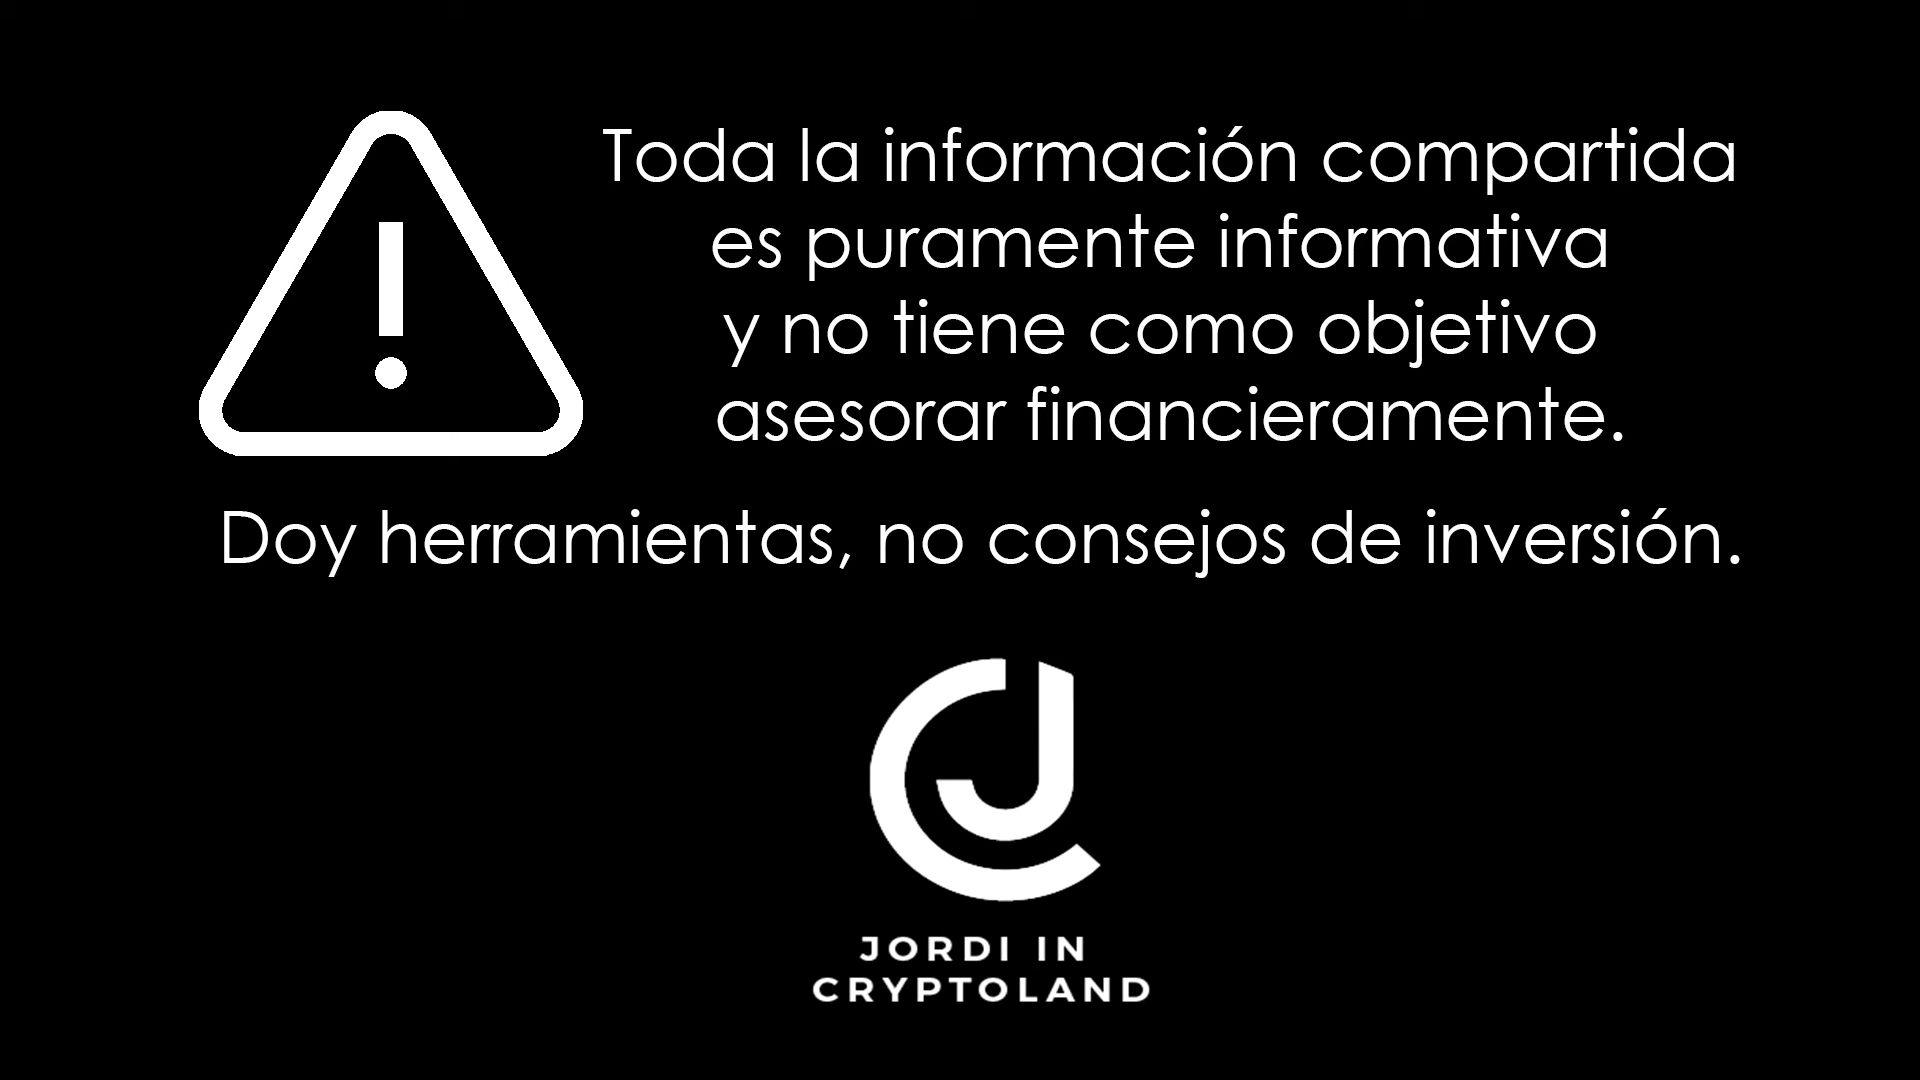 Toda la información compartida
es puramente informativa
y no tiene como objetivo
asesorar financieramente.
Doy herramientas, no consejos de inversión.
JORDI IN
CRYPTOLAND